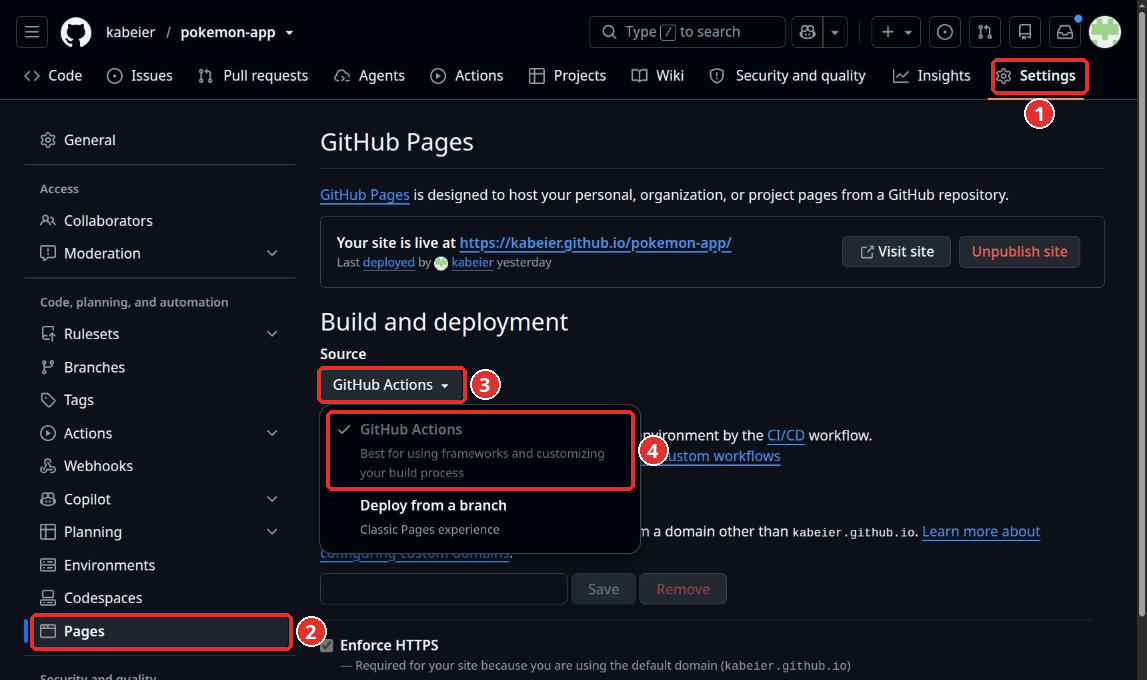 kabeier / pokemon-app
Type / to search
Code Issues Pull requests Agents Actions Projects Wiki Security and quality Insights Settings
1
General
Access
Collaborators
Moderation
Code, planning, and automation
Rulesets
Branches
Tags
Actions
Webhooks
Copilot
Planning
Environments
Codespaces
Pages
2
GitHub Pages
GitHub Pages is designed to host your personal, organization, or project pages from a GitHub repository.
Your site is live at https://kabeier.github.io/pokemon-app/
Last deployed by kabeier yesterday
Visit site
Unpublish site
Build and deployment
Source
GitHub Actions
3
GitHub Actions
Best for using frameworks and customizing
your build process
4
Deploy from a branch
Classic Pages experience
by the CI/CD workflow.
workflows
a domain other than kabeier.github.io. Learn more about
configuring custom domains.
Save
Remove
Enforce HTTPS
— Required for your site because you are using the default domain (kabeier.github.io)
Security and quality